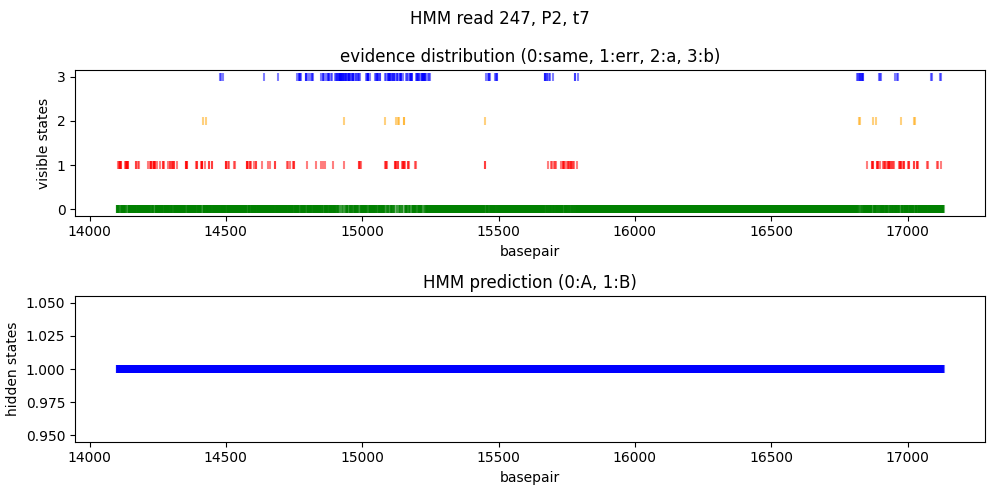 HMM read 247, P2, t7
evidence distribution (0:same, 1:err, 2:a, 3:b)
visible states
3
2
1
0
14000 14500 15000 15500 16000 16500 17000
basepair
HMM prediction (0:A, 1:B)
hidden states
1.050
1.025
1.000
0.975
0.950
14000 14500 15000 15500 16000 16500 17000
basepair